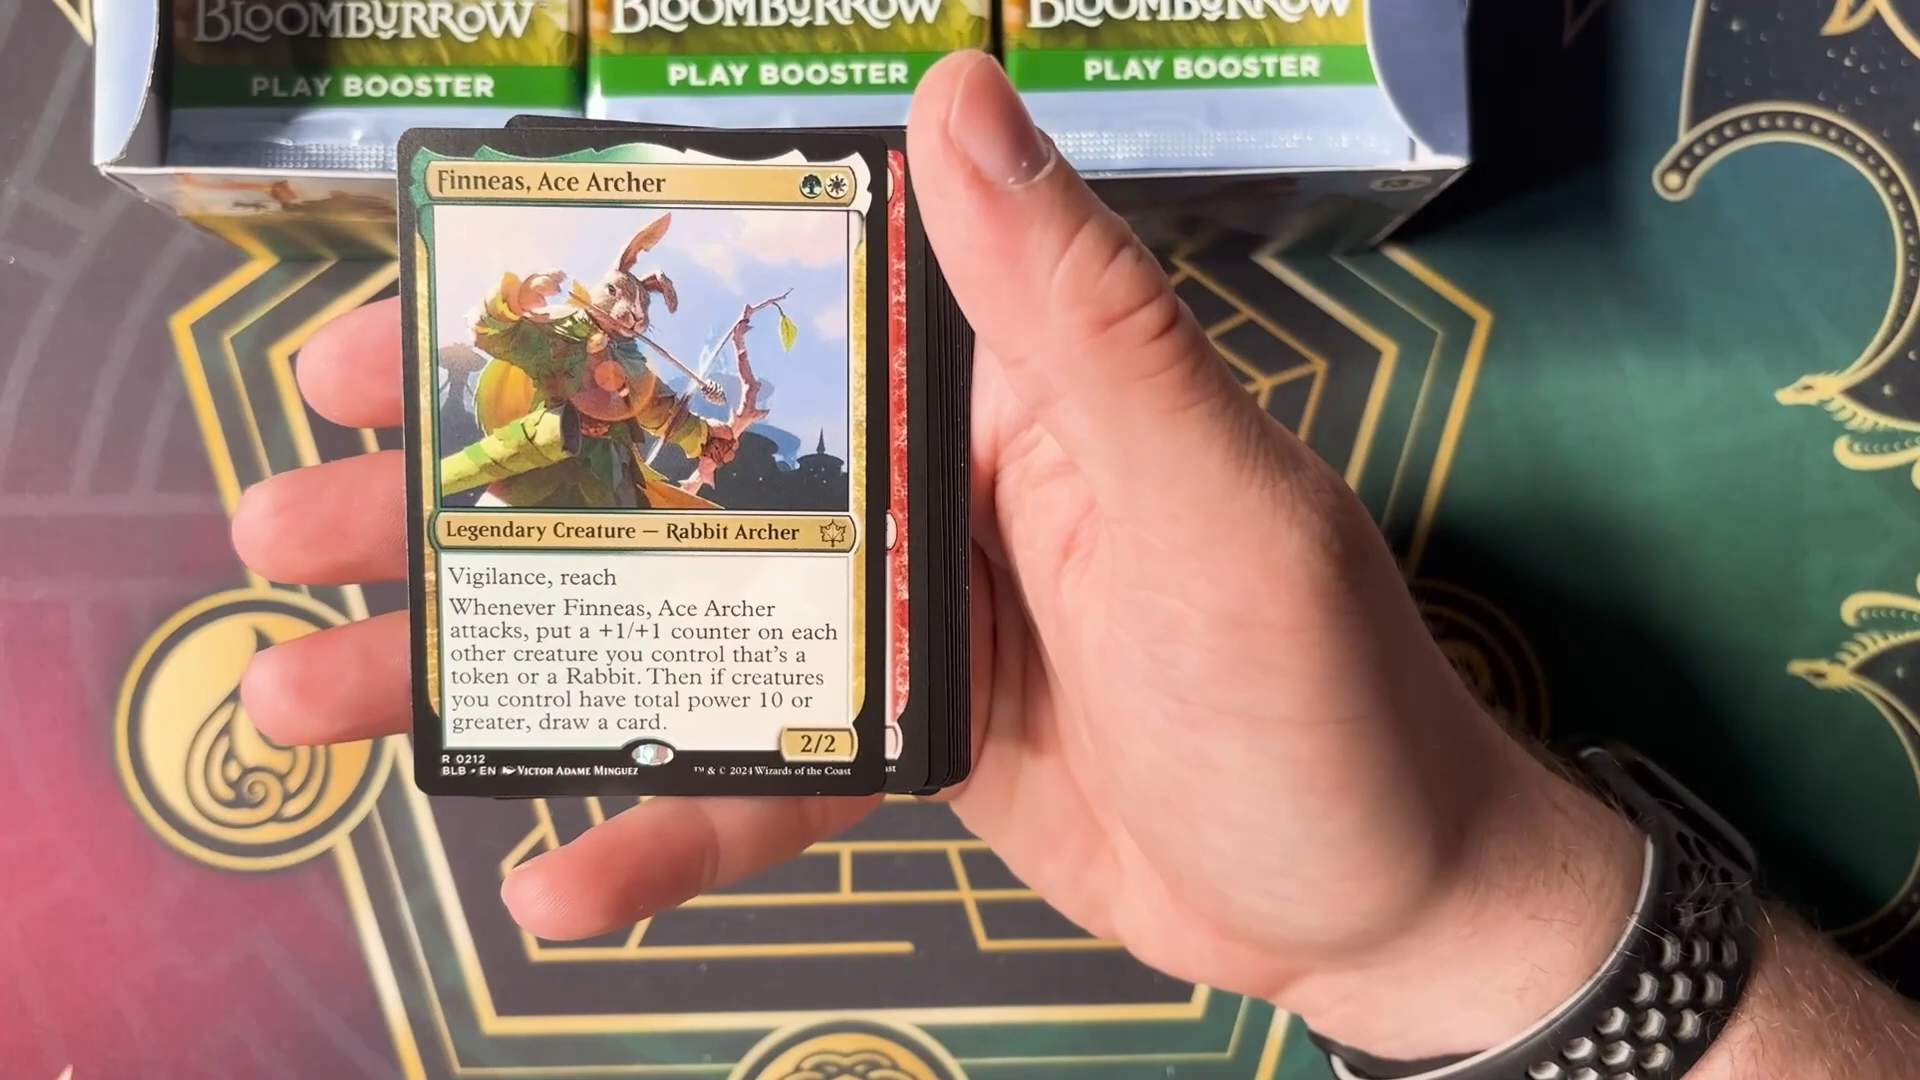 BLOOMBURROW BLOOMBURROW BLOOMBURROW
PLAY BOOSTER PLAY BOOSTER PLAY BOOSTER
Finneas, Ace Archer
Legendary Creature — Rabbit Archer
Vigilance, reach
Whenever Finneas, Ace Archer
attacks, put a +1/+1 counter on each
other creature you control that's a
token or a Rabbit. Then if creatures
you control have total power 10 or
greater, draw a card.
2/2
R 0212
BLB • EN Victor Adame Minguez ™ & © 2024 Wizards of the Coast